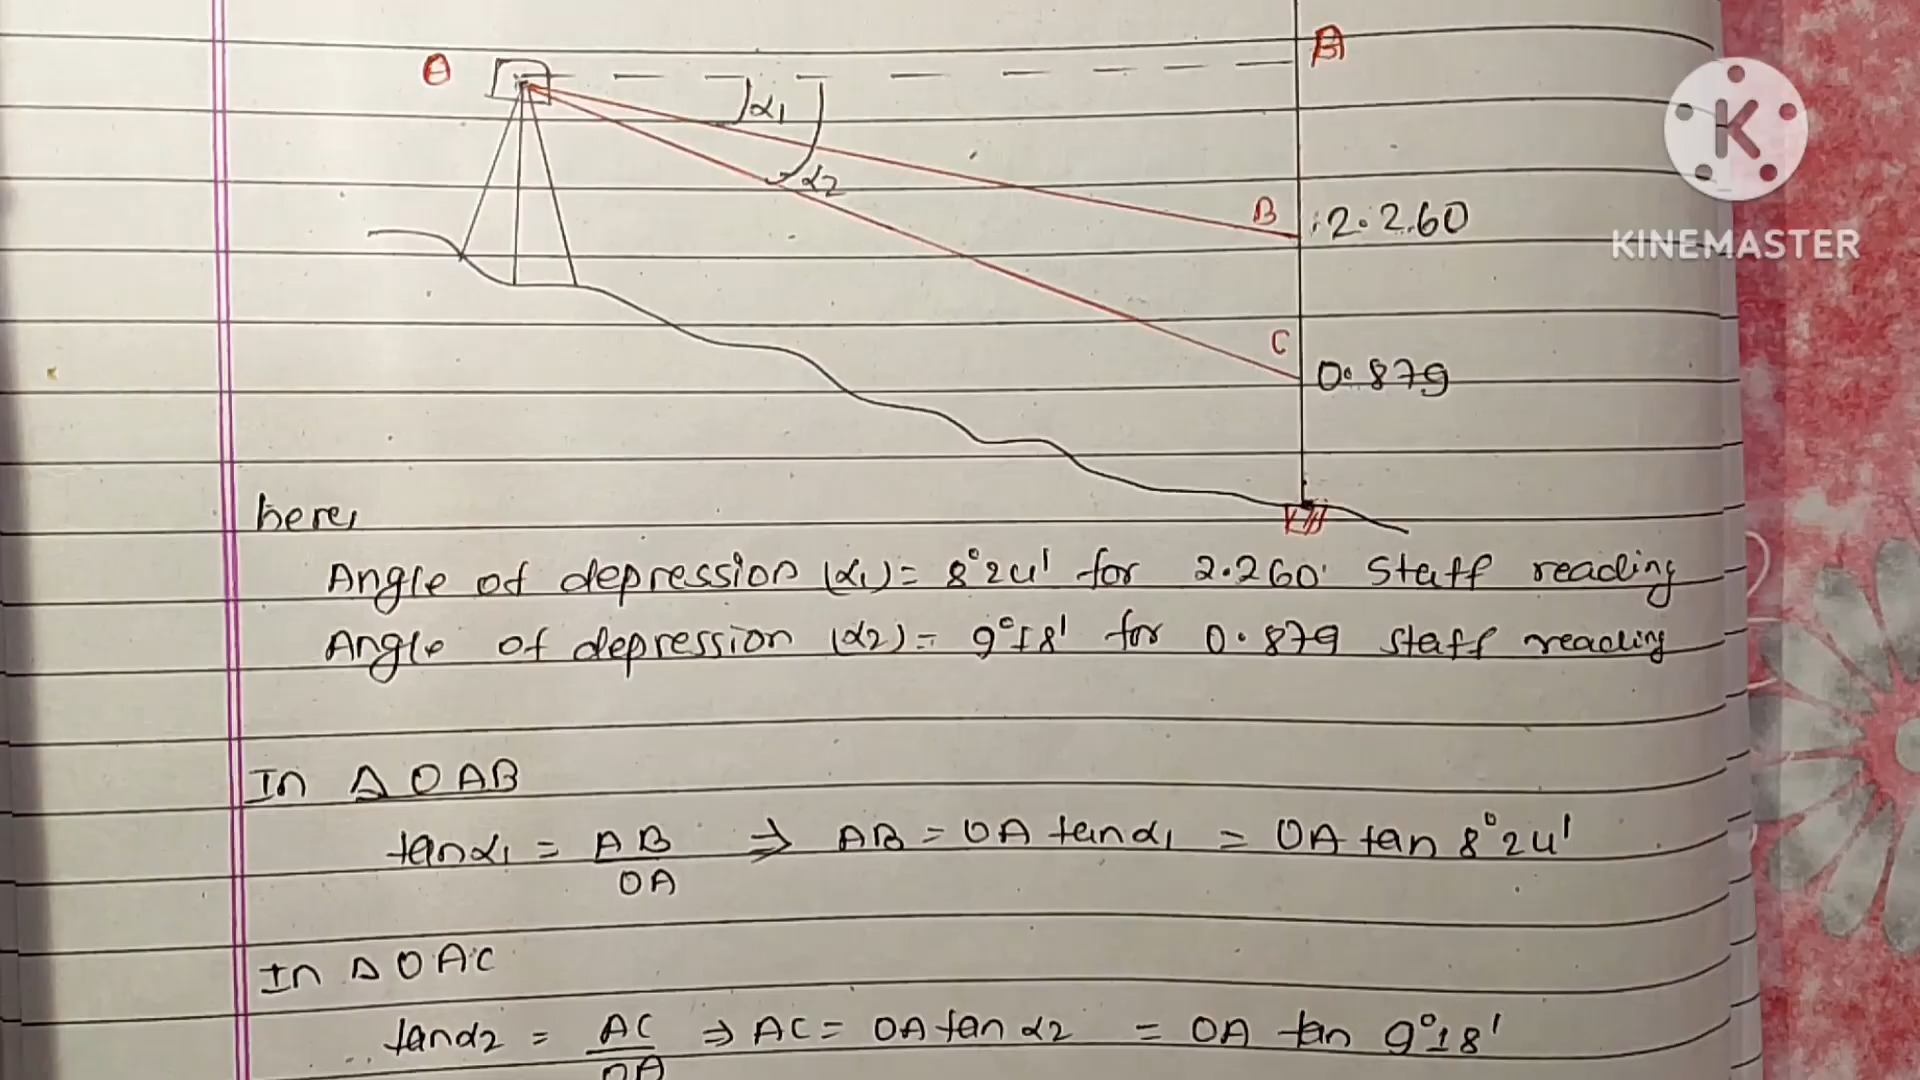 O A
α1
α2
B 2.260
C 0.879
here,
Angle of depression (α1) = 8°24' for 2.260 Staff reading
Angle of depression (α2) = 9°18' for 0.879 staff reading
In Δ OAB
tanα1 = AB/OA ⇒ AB = OA tanα1 = OA tan 8°24'
In Δ OAC
tanα2 = AC/OA ⇒ AC = OA tan α2 = OA tan 9°18'
K
KINEMASTER